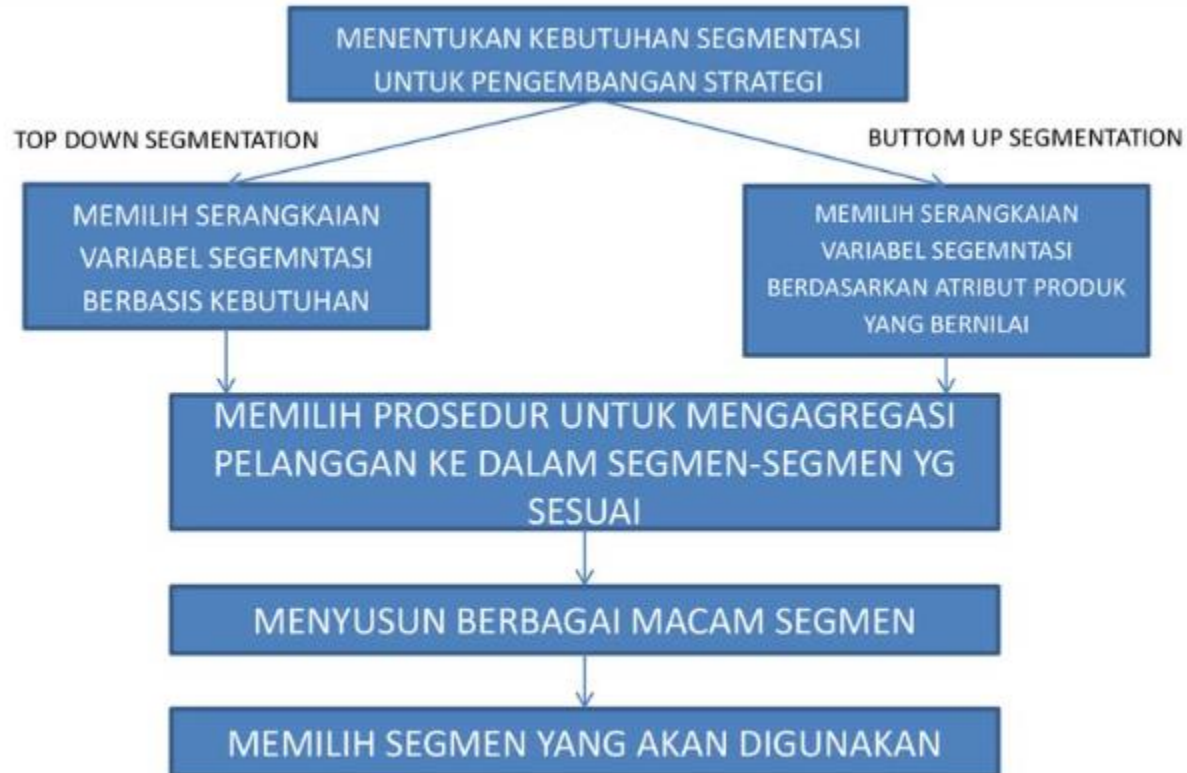 MENENTUKAN KEBUTUHAN SEGMENTASI
UNTUK PENGEMBANGAN STRATEGI
TOP DOWN SEGMENTATION
BUTTOM UP SEGMENTATION
MEMILIH SERANGKAIAN
VARIABEL SEGEMNTASI
BERBASIS KEBUTUHAN
MEMILIH SERANGKAIAN
VARIABEL SEGEMNTASI
BERDASARKAN ATRIBUT PRODUK
YANG BERNILAI
MEMILIH PROSEDUR UNTUK MENGAGREGASI
PELANGGAN KE DALAM SEGMEN-SEGMEN YG
SESUAI
MENYUSUN BERBAGAI MACAM SEGMEN
MEMILIH SEGMEN YANG AKAN DIGUNAKAN